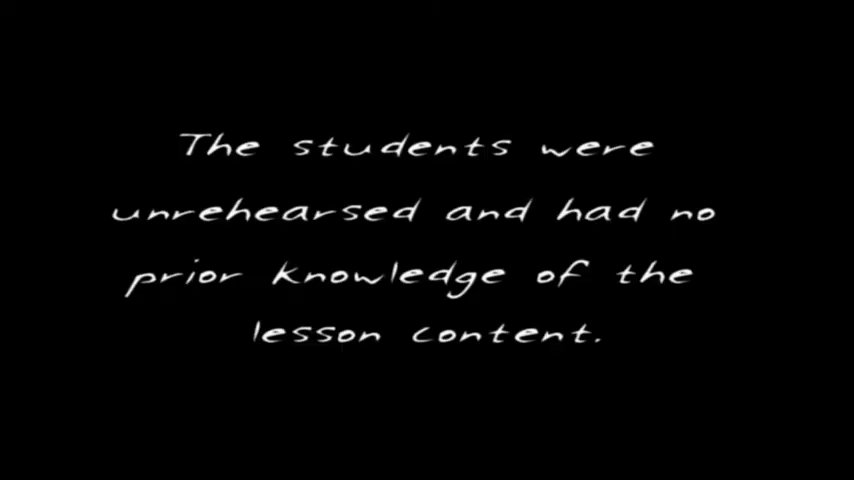 The students were
unrehearsed and had no
prior knowledge of the
lesson content.